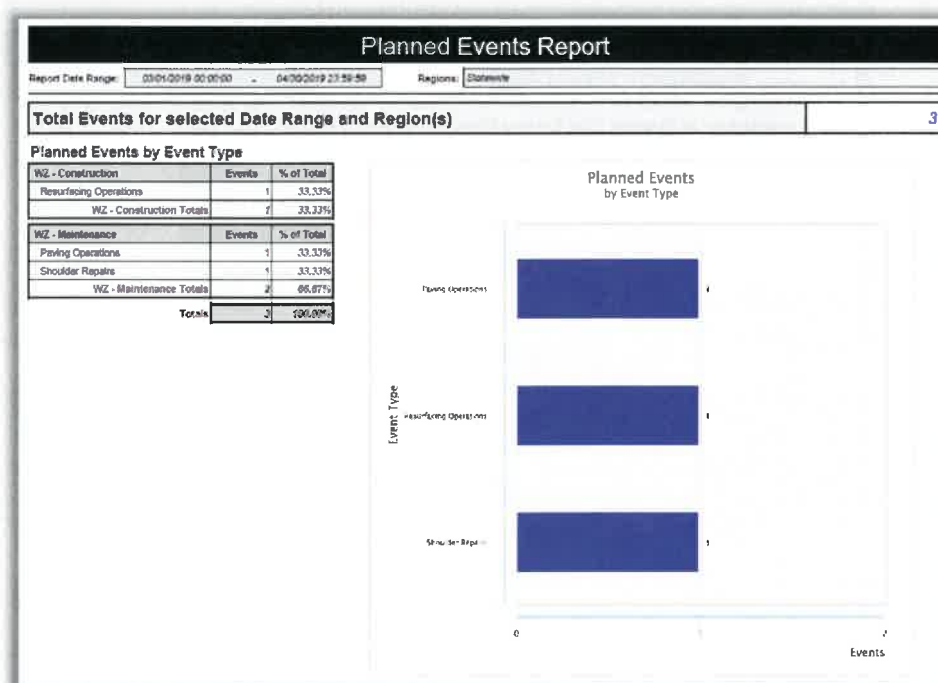 Planned Events Report
Report Date Range: 03/01/2019 00:00:00 - 04/30/2019 23:59:59 Regions: Statewide
Total Events for selected Date Range and Region(s) 3
Planned Events by Event Type
WZ - Construction Events % of Total
Resurfacing Operations 1 33.33%
WZ - Construction Totals 1 33.33%
WZ - Maintenance Events % of Total
Paving Operations 1 33.33%
Shoulder Repairs 1 33.33%
WZ - Maintenance Totals 2 66.67%
Totals 3 100.00%
Planned Events
by Event Type
Event Type
Paving Operations 1
Resurfacing Operations 1
Shoulder Repairs 1
0 1 2
Events